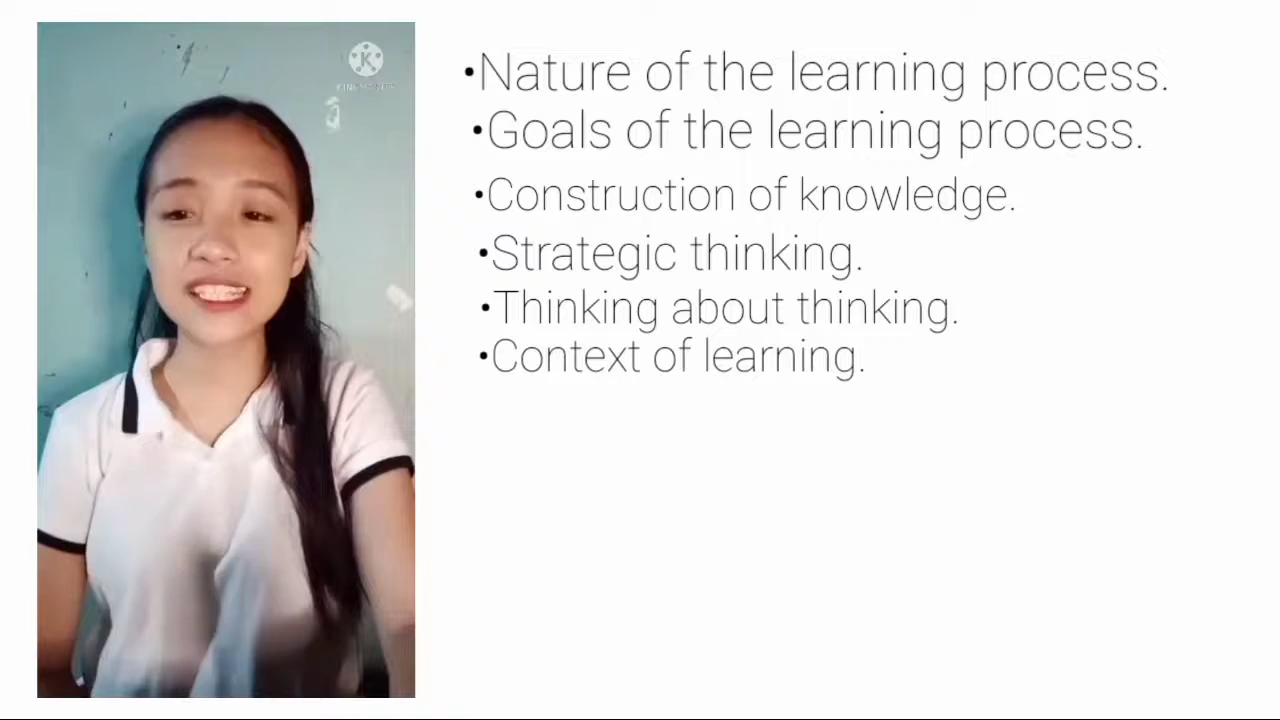 •Nature of the learning process.
•Goals of the learning process.
•Construction of knowledge.
•Strategic thinking.
•Thinking about thinking.
•Context of learning.